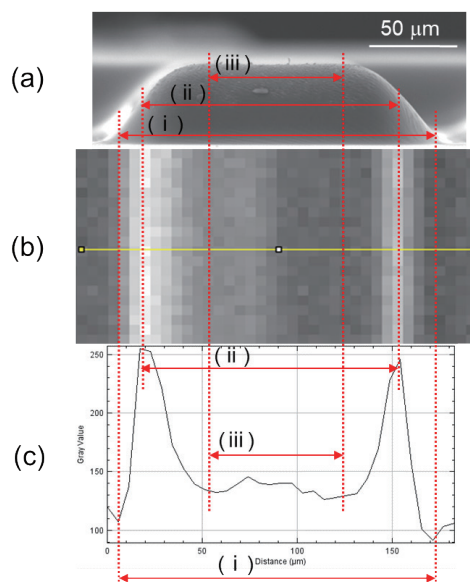 50 μm
(a)
(iii)
(ii)
(i)
(b)
(c)
250
200
150
100
Gray Value
(ii)
(iii)
0
50
100
150
Distance (μm)
(i)